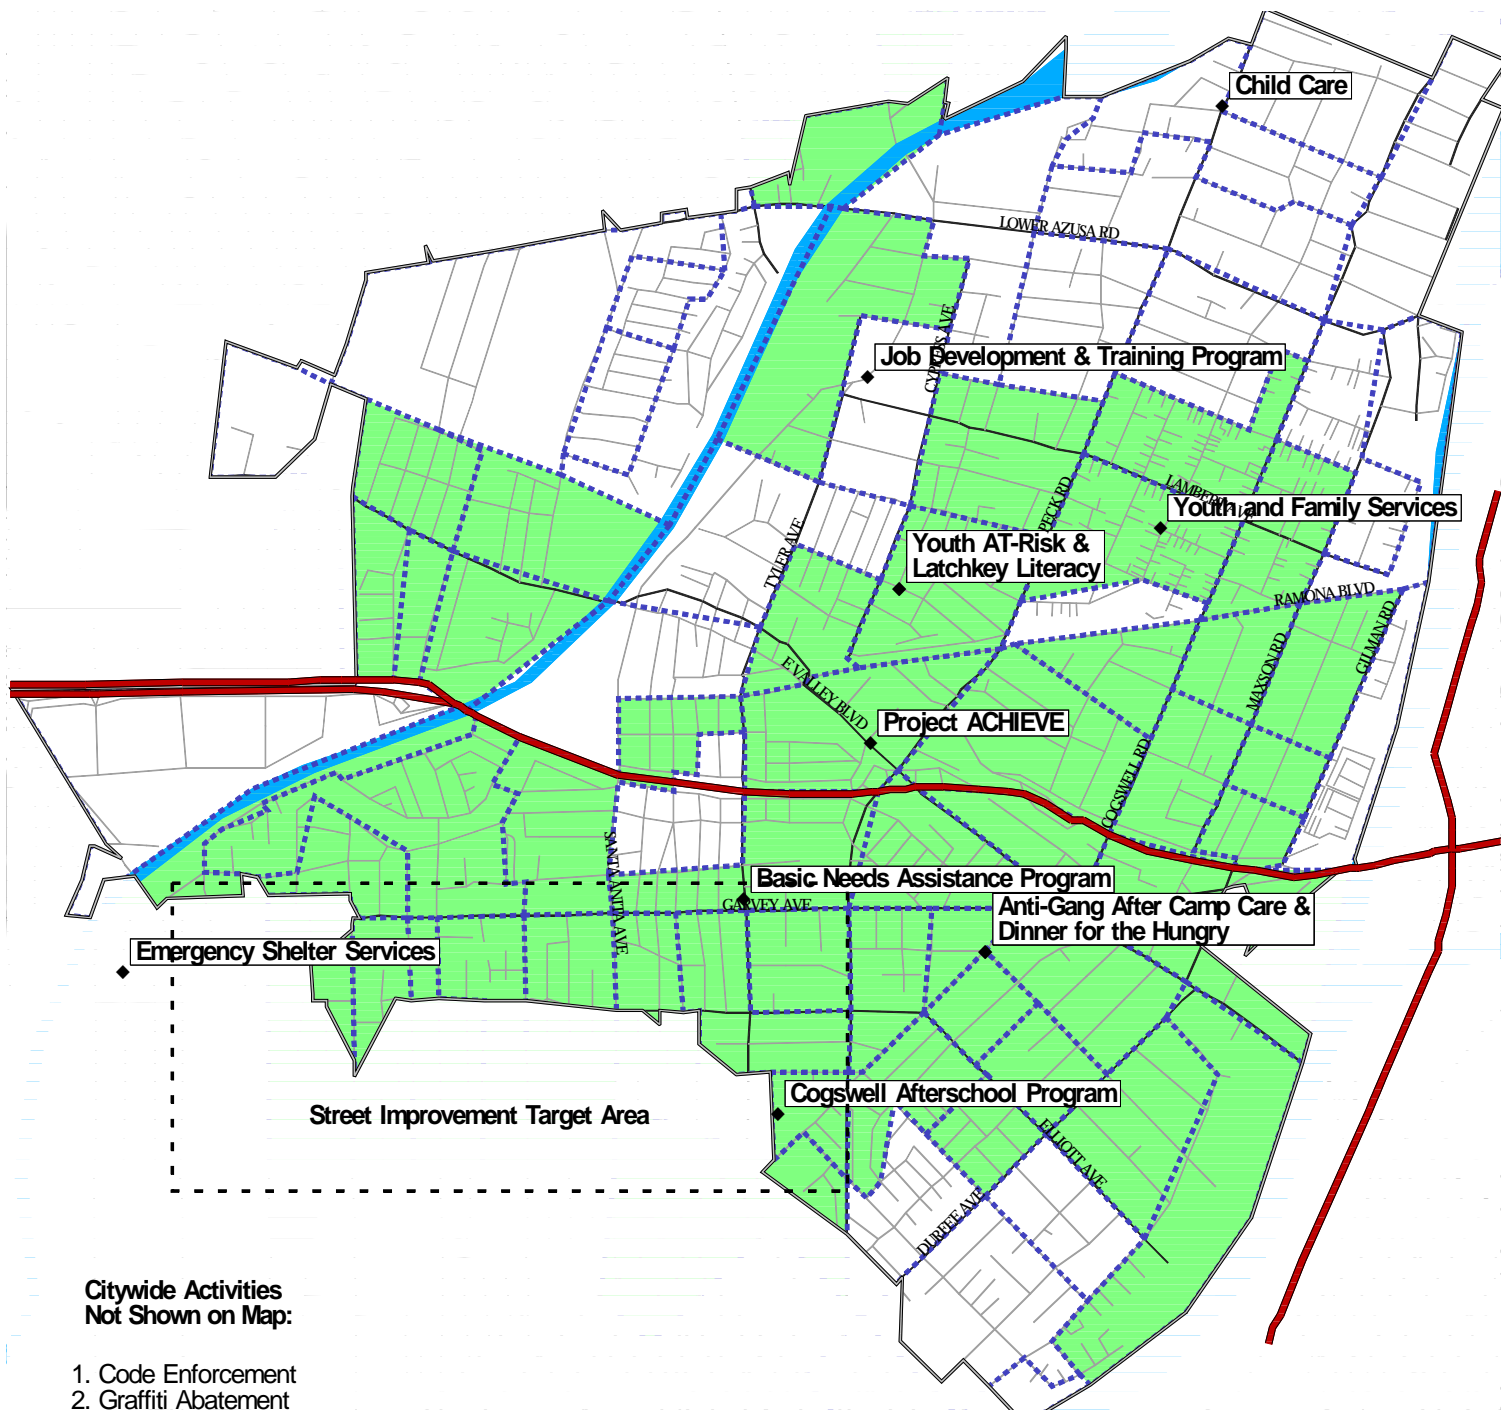 Child Care
LOWER AZUSA RD
CYPRESS AVE
Job Development & Training Program
PECK RD
LAMBERT AVE
Youth and Family Services
TYLER AVE
Youth AT-Risk &
Latchkey Literacy
RAMONA BLVD
GILMAN RD
MAXSON RD
E VALLEY BLVD
Project ACHIEVE
COGSWELL RD
SANTA ANITA AVE
Basic Needs Assistance Program
GARVEY AVE
Anti-Gang After Camp Care &
Dinner for the Hungry
Emergency Shelter Services
Cogswell Afterschool Program
Street Improvement Target Area
ELLIOTT AVE
DURFEE AVE
Citywide Activities
Not Shown on Map:
1. Code Enforcement
2. Graffiti Abatement